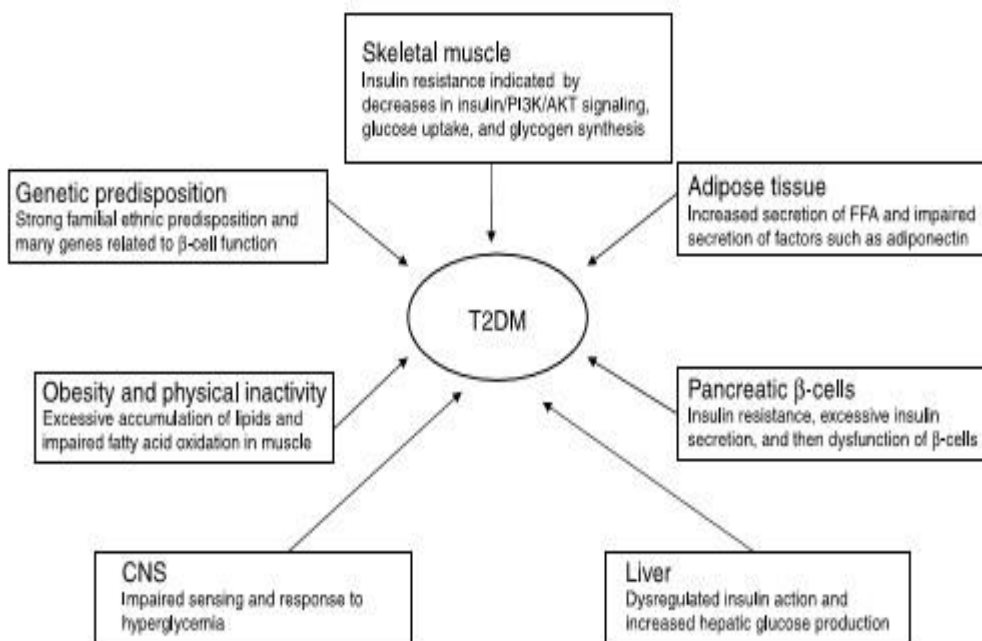 Skeletal muscle
Insulin resistance indicated by
decreases in insulin/PI3K/AKT signaling,
glucose uptake, and glycogen synthesis
Genetic predisposition
Strong familial ethnic predisposition and
many genes related to β-cell function
Adipose tissue
Increased secretion of FFA and impaired
secretion of factors such as adiponectin
T2DM
Obesity and physical inactivity
Excessive accumulation of lipids and
impaired fatty acid oxidation in muscle
Pancreatic β-cells
Insulin resistance, excessive insulin
secretion, and then dysfunction of β-cells
CNS
Impaired sensing and response to
hyperglycemia
Liver
Dysregulated insulin action and
increased hepatic glucose production